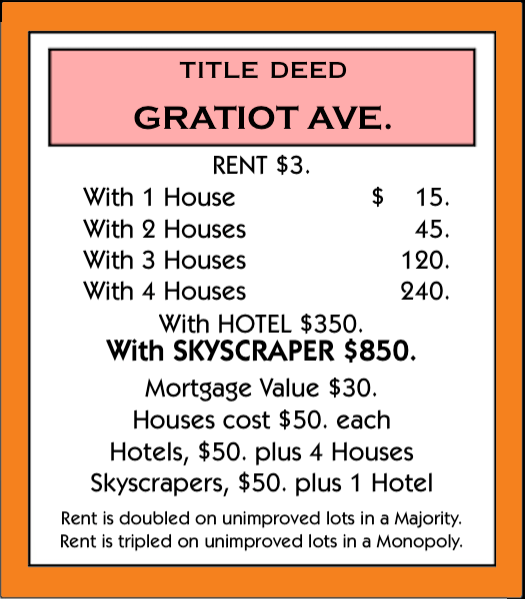 TITLE DEED
GRATIOT AVE.
RENT $3.
With 1 House $ 15.
With 2 Houses 45.
With 3 Houses 120.
With 4 Houses 240.
With HOTEL $350.
With SKYSCRAPER $850.
Mortgage Value $30.
Houses cost $50. each
Hotels, $50. plus 4 Houses
Skyscrapers, $50. plus 1 Hotel
Rent is doubled on unimproved lots in a Majority.
Rent is tripled on unimproved lots in a Monopoly.